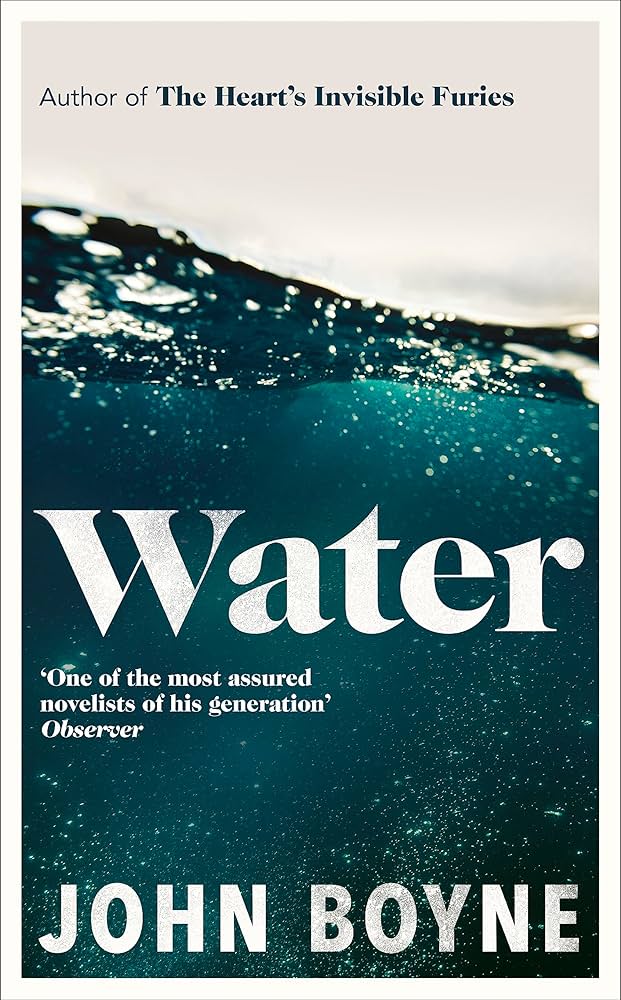 Author of The Heart's Invisible Furies
Water
‘One of the most assured
novelists of his generation’
Observer
JOHN BOYNE